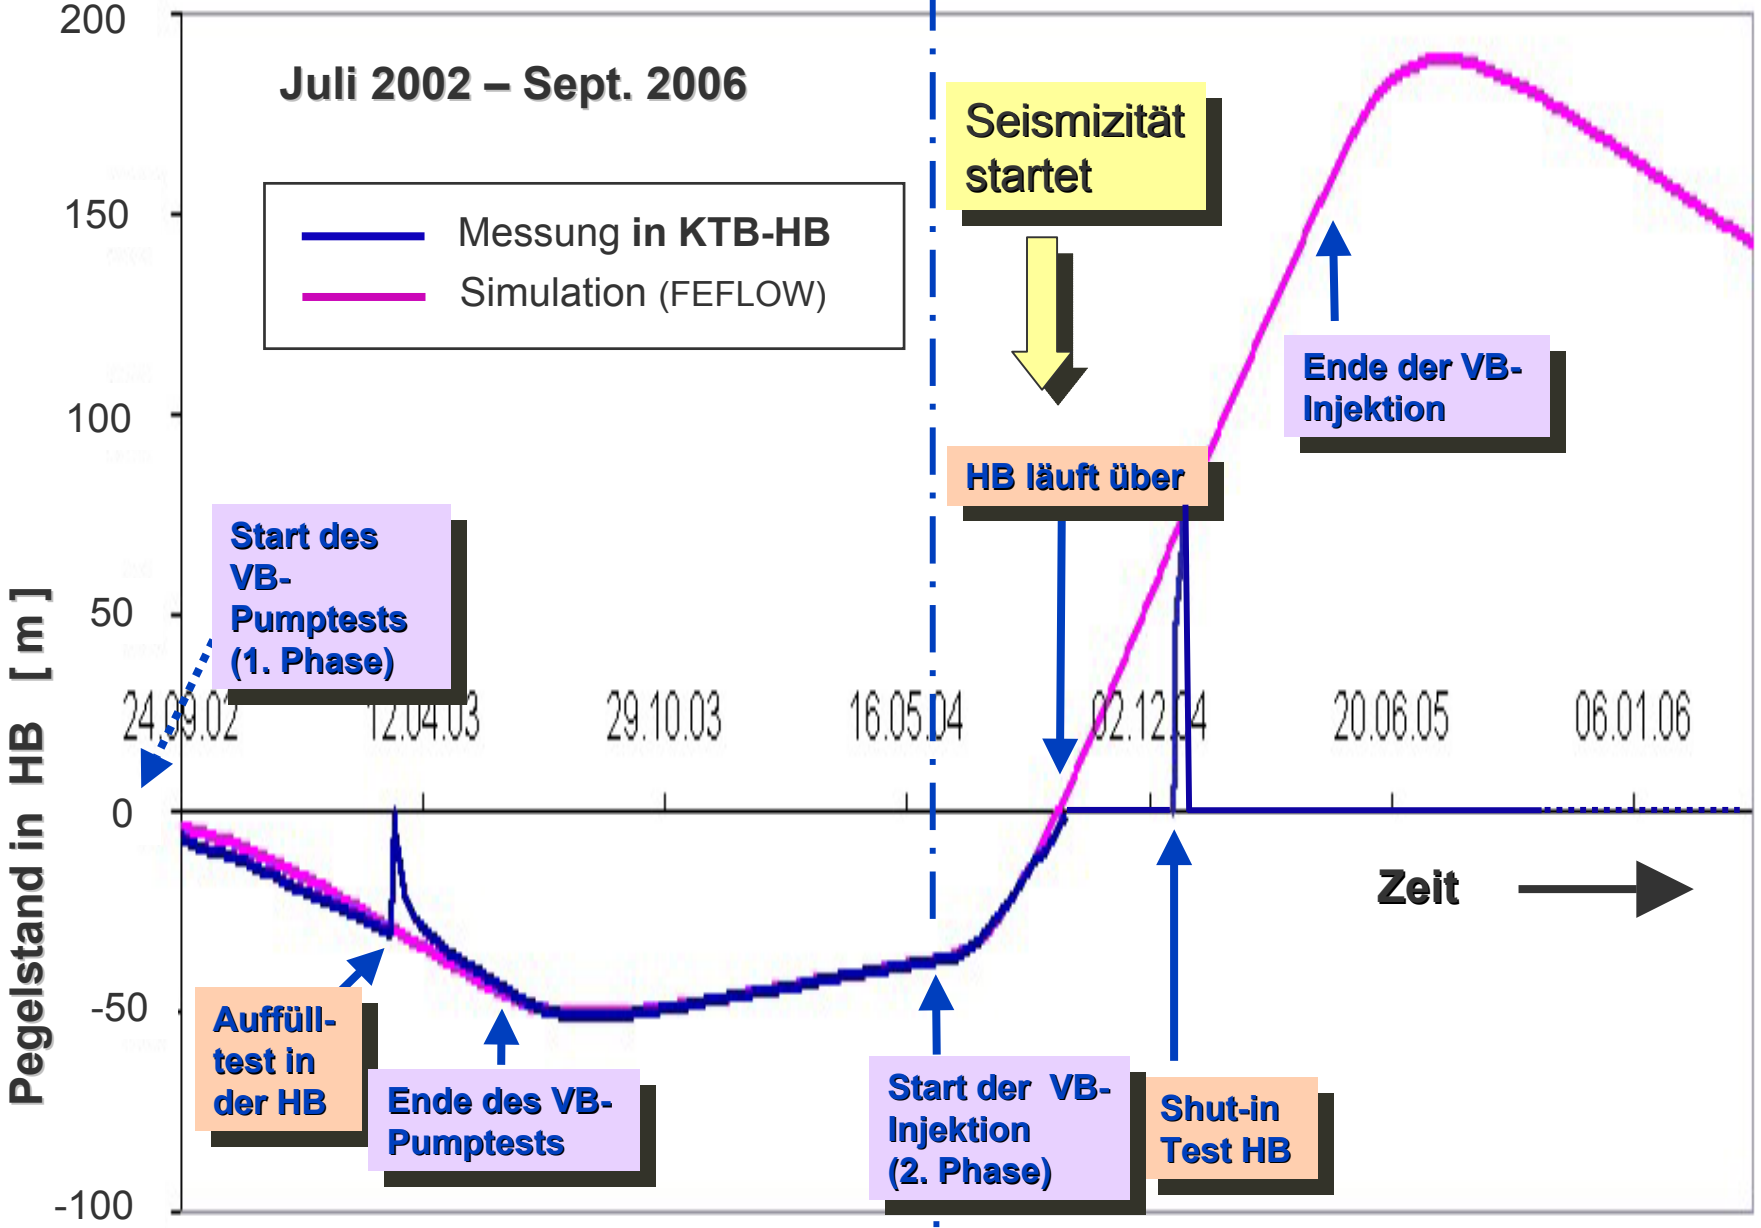 200
Juli 2002 – Sept. 2006
Seismizität
startet
150
Messung in KTB-HB
Simulation (FEFLOW)
Ende der VB-
Injektion
100
HB läuft über
Start des
VB-
Pumptests
(1. Phase)
50
24.09.02
12.04.03
29.10.03
16.05.04
02.12.04
20.06.05
06.01.06
0
Pegelstand in HB [ m ]
Zeit
-50
Auffüll-
test in
der HB
Ende des VB-
Pumptests
Start der VB-
Injektion
(2. Phase)
Shut-in
Test HB
-100